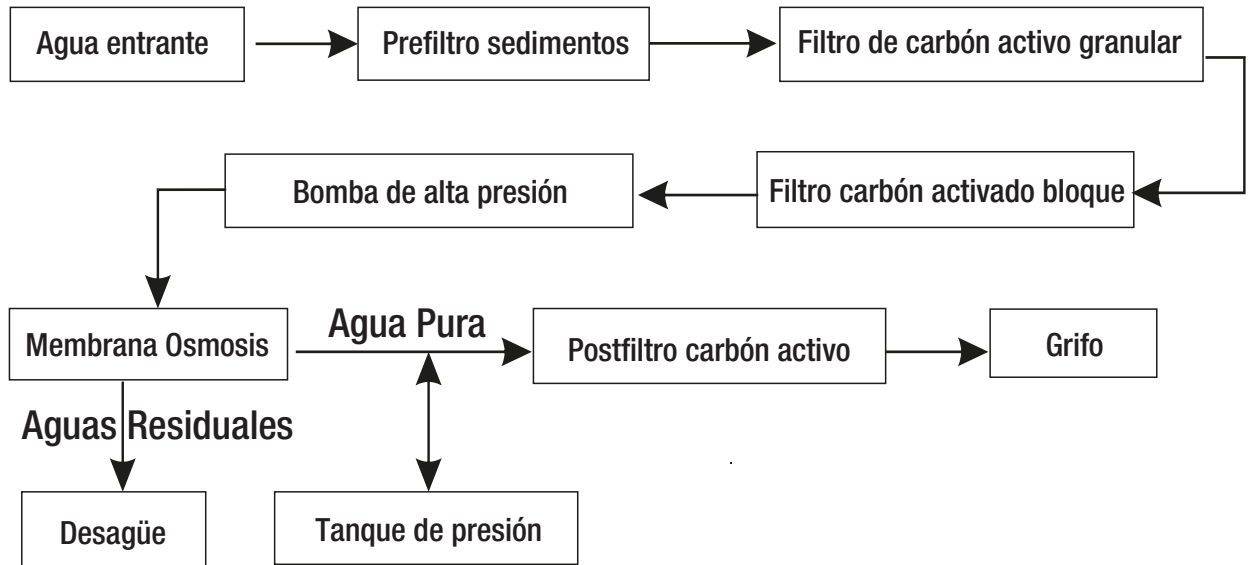 Agua entrante
Prefiltro sedimentos
Filtro de carbón activo granular
Bomba de alta presión
Filtro carbón activado bloque
Membrana Osmosis
Agua Pura
Postfiltro carbón activo
Grifo
Aguas Residuales
Desagüe
Tanque de presión